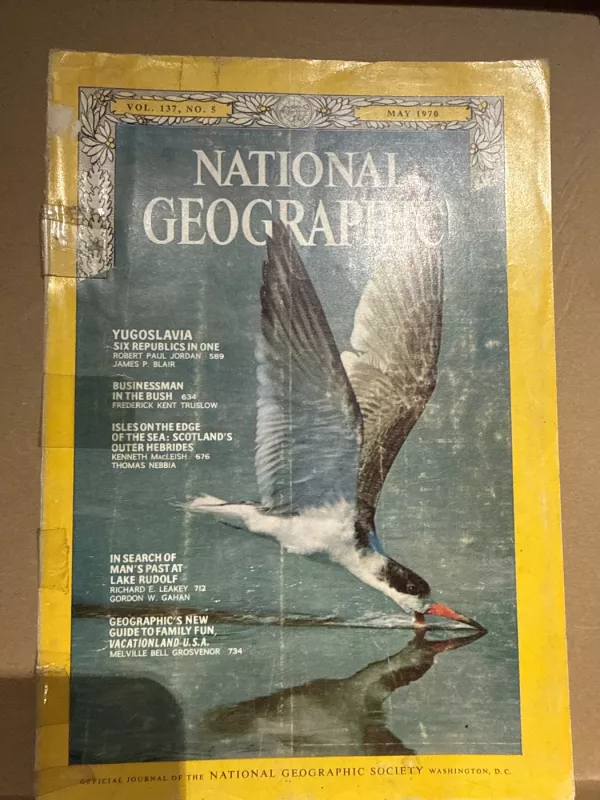 VOL. 137, NO. 5
MAY 1970
NATIONAL
GEOGRAPHIC
YUGOSLAVIA
SIX REPUBLICS IN ONE
ROBERT PAUL JORDAN 589
JAMES P. BLAIR
BUSINESSMAN
IN THE BUSH 634
FREDERICK KENT TRUSLOW
ISLES ON THE EDGE
OF THE SEA: SCOTLAND'S
OUTER HEBRIDES
KENNETH MACLEISH 676
THOMAS NEBBIA
IN SEARCH OF
MAN'S PAST AT
LAKE RUDOLF
RICHARD E. LEAKEY 712
GORDON W. GAHAN
GEOGRAPHIC'S NEW
GUIDE TO FAMILY FUN,
VACATIONLAND U.S.A.
MELVILLE BELL GROSVENOR 734
OFFICIAL JOURNAL OF THE NATIONAL GEOGRAPHIC SOCIETY WASHINGTON, D.C.